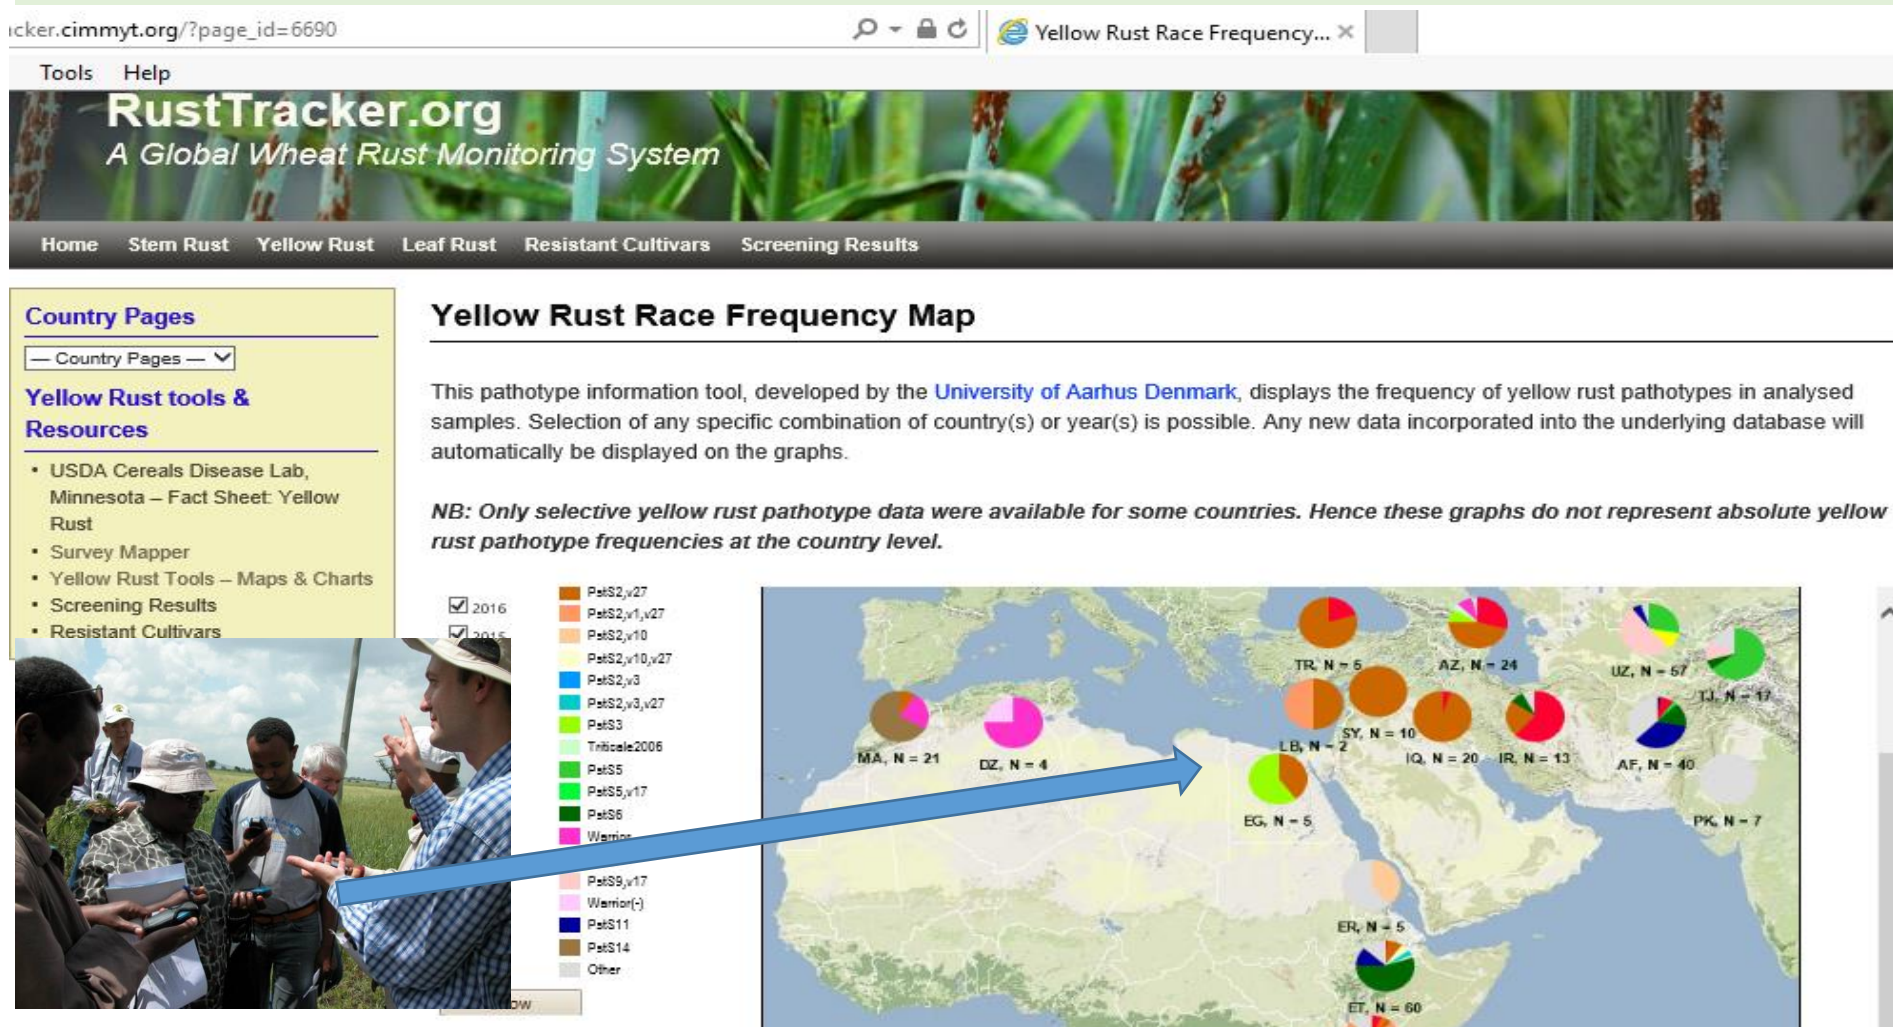 cker.cimmyt.org/?page_id=6690
Yellow Rust Race Frequency...
Tools Help
RustTracker.org
A Global Wheat Rust Monitoring System
Home Stem Rust Yellow Rust Leaf Rust Resistant Cultivars Screening Results
Country Pages
— Country Pages —
Yellow Rust tools &
Resources
• USDA Cereals Disease Lab,
Minnesota – Fact Sheet: Yellow
Rust
• Survey Mapper
• Yellow Rust Tools – Maps & Charts
• Screening Results
• Resistant Cultivars
Yellow Rust Race Frequency Map
This pathotype information tool, developed by the University of Aarhus Denmark, displays the frequency of yellow rust pathotypes in analysed
samples. Selection of any specific combination of country(s) or year(s) is possible. Any new data incorporated into the underlying database will
automatically be displayed on the graphs.
NB: Only selective yellow rust pathotype data were available for some countries. Hence these graphs do not represent absolute yellow
rust pathotype frequencies at the country level.
2016
2015
PstS2,v27
PstS2,v1,v27
PstS2,v10
PstS2,v10,v27
PstS2,v3
PstS2,v3,v27
PstS3
Triticale2006
PstS5
PstS5,v17
PstS6
Warrior
PstS9,v17
Warrior(-)
PstS11
PstS14
Other
ow
TR, N = 5
AZ, N = 24
UZ, N = 57
TJ, N = 17
MA, N = 21
DZ, N = 4
LB, N = 2
SY, N = 10
IQ, N = 20
IR, N = 13
AF, N = 40
EG, N = 5
PK, N = 7
ER, N = 5
ET, N = 60